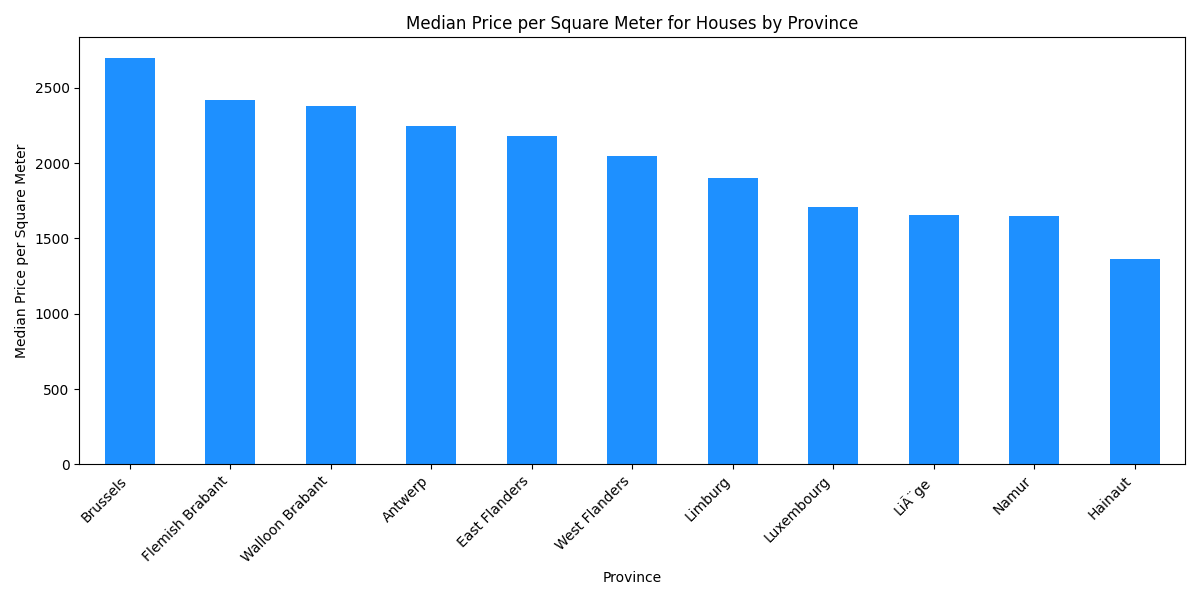 Median Price per Square Meter for Houses by Province
Median Price per Square Meter
2500
2000
1500
1000
500
0
Brussels
Flemish Brabant
Walloon Brabant
Antwerp
East Flanders
West Flanders
Limburg
Luxembourg
LiÃ¨ge
Namur
Hainaut
Province